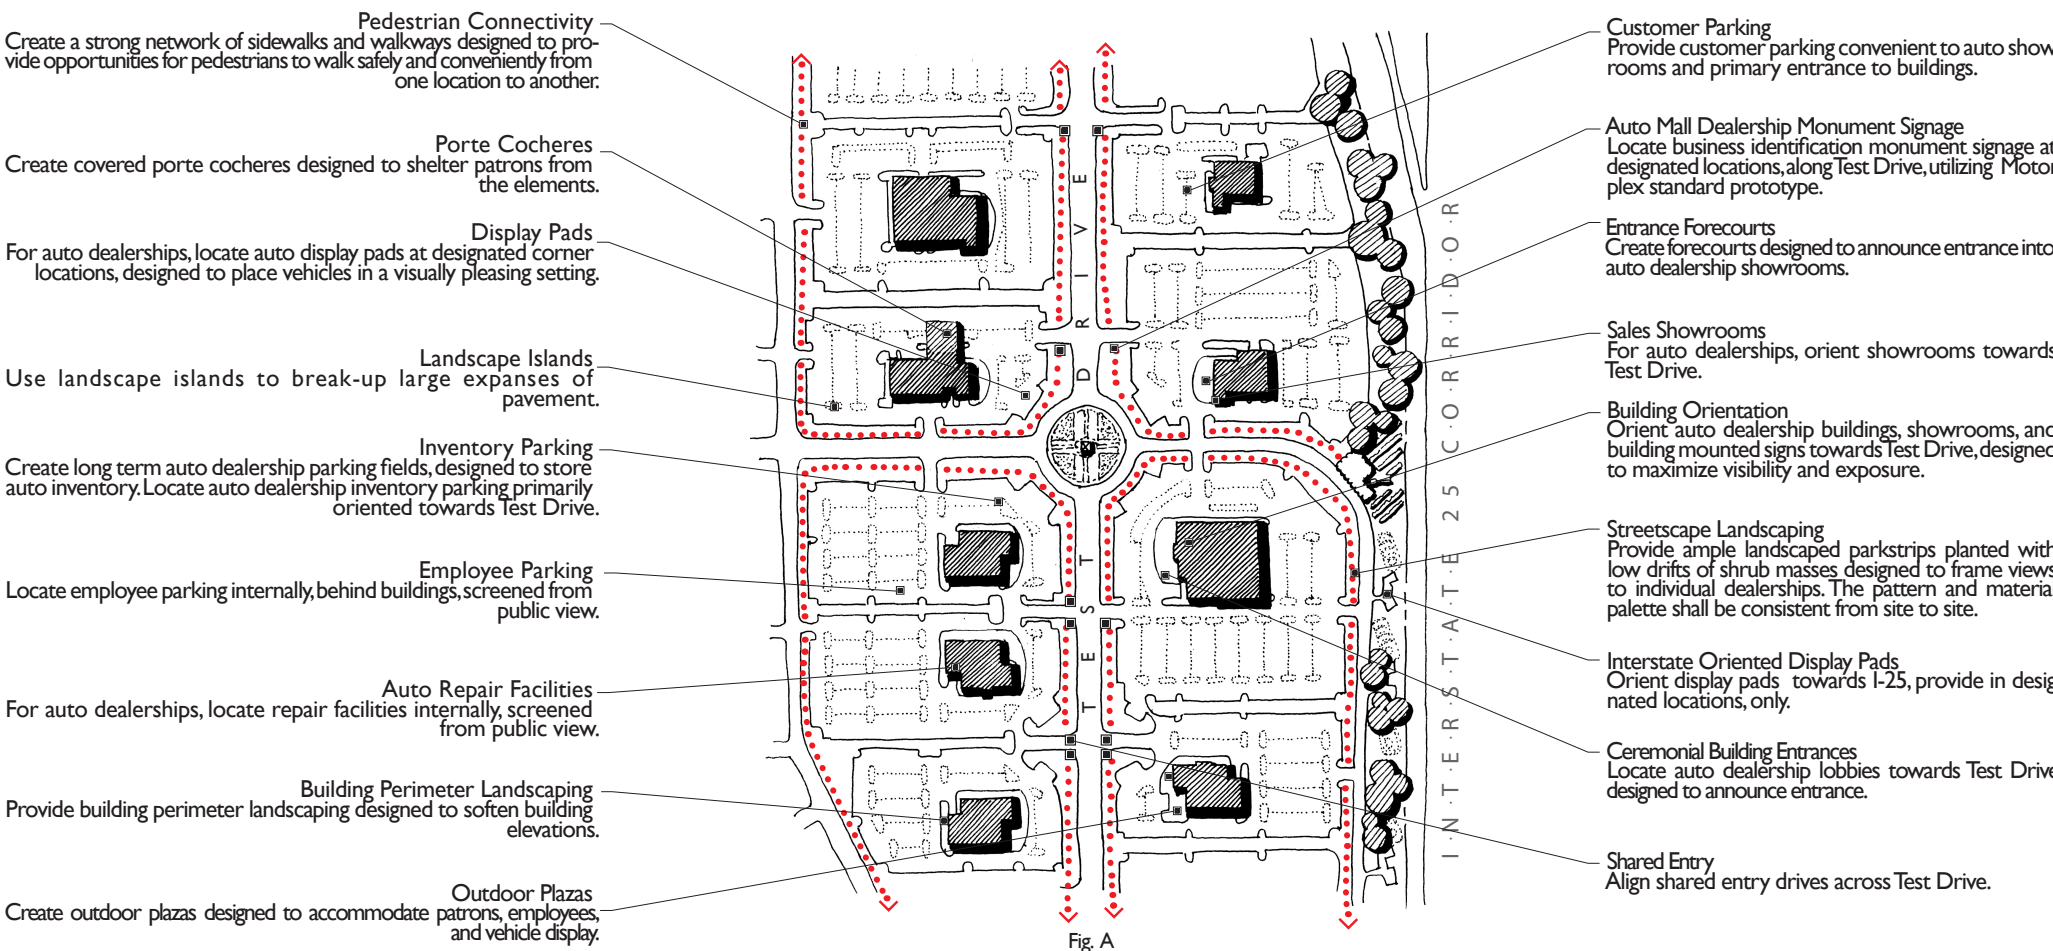 Pedestrian Connectivity
Create a strong network of sidewalks and walkways designed to pro-
vide opportunities for pedestrians to walk safely and conveniently from
one location to another.
Porte Cocheres
Create covered porte cocheres designed to shelter patrons from
the elements.
Display Pads
For auto dealerships, locate auto display pads at designated corner
locations, designed to place vehicles in a visually pleasing setting.
Landscape Islands
Use landscape islands to break-up large expanses of
pavement.
Inventory Parking
Create long term auto dealership parking fields, designed to store
auto inventory. Locate auto dealership inventory parking primarily
oriented towards Test Drive.
Employee Parking
Locate employee parking internally, behind buildings, screened from
public view.
Auto Repair Facilities
For auto dealerships, locate repair facilities internally, screened
from public view.
Building Perimeter Landscaping
Provide building perimeter landscaping designed to soften building
elevations.
Outdoor Plazas
Create outdoor plazas designed to accommodate patrons, employees,
and vehicle display.
TEST DRIVE
Fig. A
I·N·T·E·R·S·T·A·T·E 25 C·O·R·R·I·D·O·R
Customer Parking
Provide customer parking convenient to auto show
rooms and primary entrance to buildings.
Auto Mall Dealership Monument Signage
Locate business identification monument signage at
designated locations, along Test Drive, utilizing Motor
plex standard prototype.
Entrance Forecourts
Create forecourts designed to announce entrance into
auto dealership showrooms.
Sales Showrooms
For auto dealerships, orient showrooms towards
Test Drive.
Building Orientation
Orient auto dealership buildings, showrooms, and
building mounted signs towards Test Drive, designed
to maximize visibility and exposure.
Streetscape Landscaping
Provide ample landscaped parkstrips planted with
low drifts of shrub masses designed to frame views
to individual dealerships. The pattern and materia
palette shall be consistent from site to site.
Interstate Oriented Display Pads
Orient display pads towards I-25, provide in desig
nated locations, only.
Ceremonial Building Entrances
Locate auto dealership lobbies towards Test Drive
designed to announce entrance.
Shared Entry
Align shared entry drives across Test Drive.